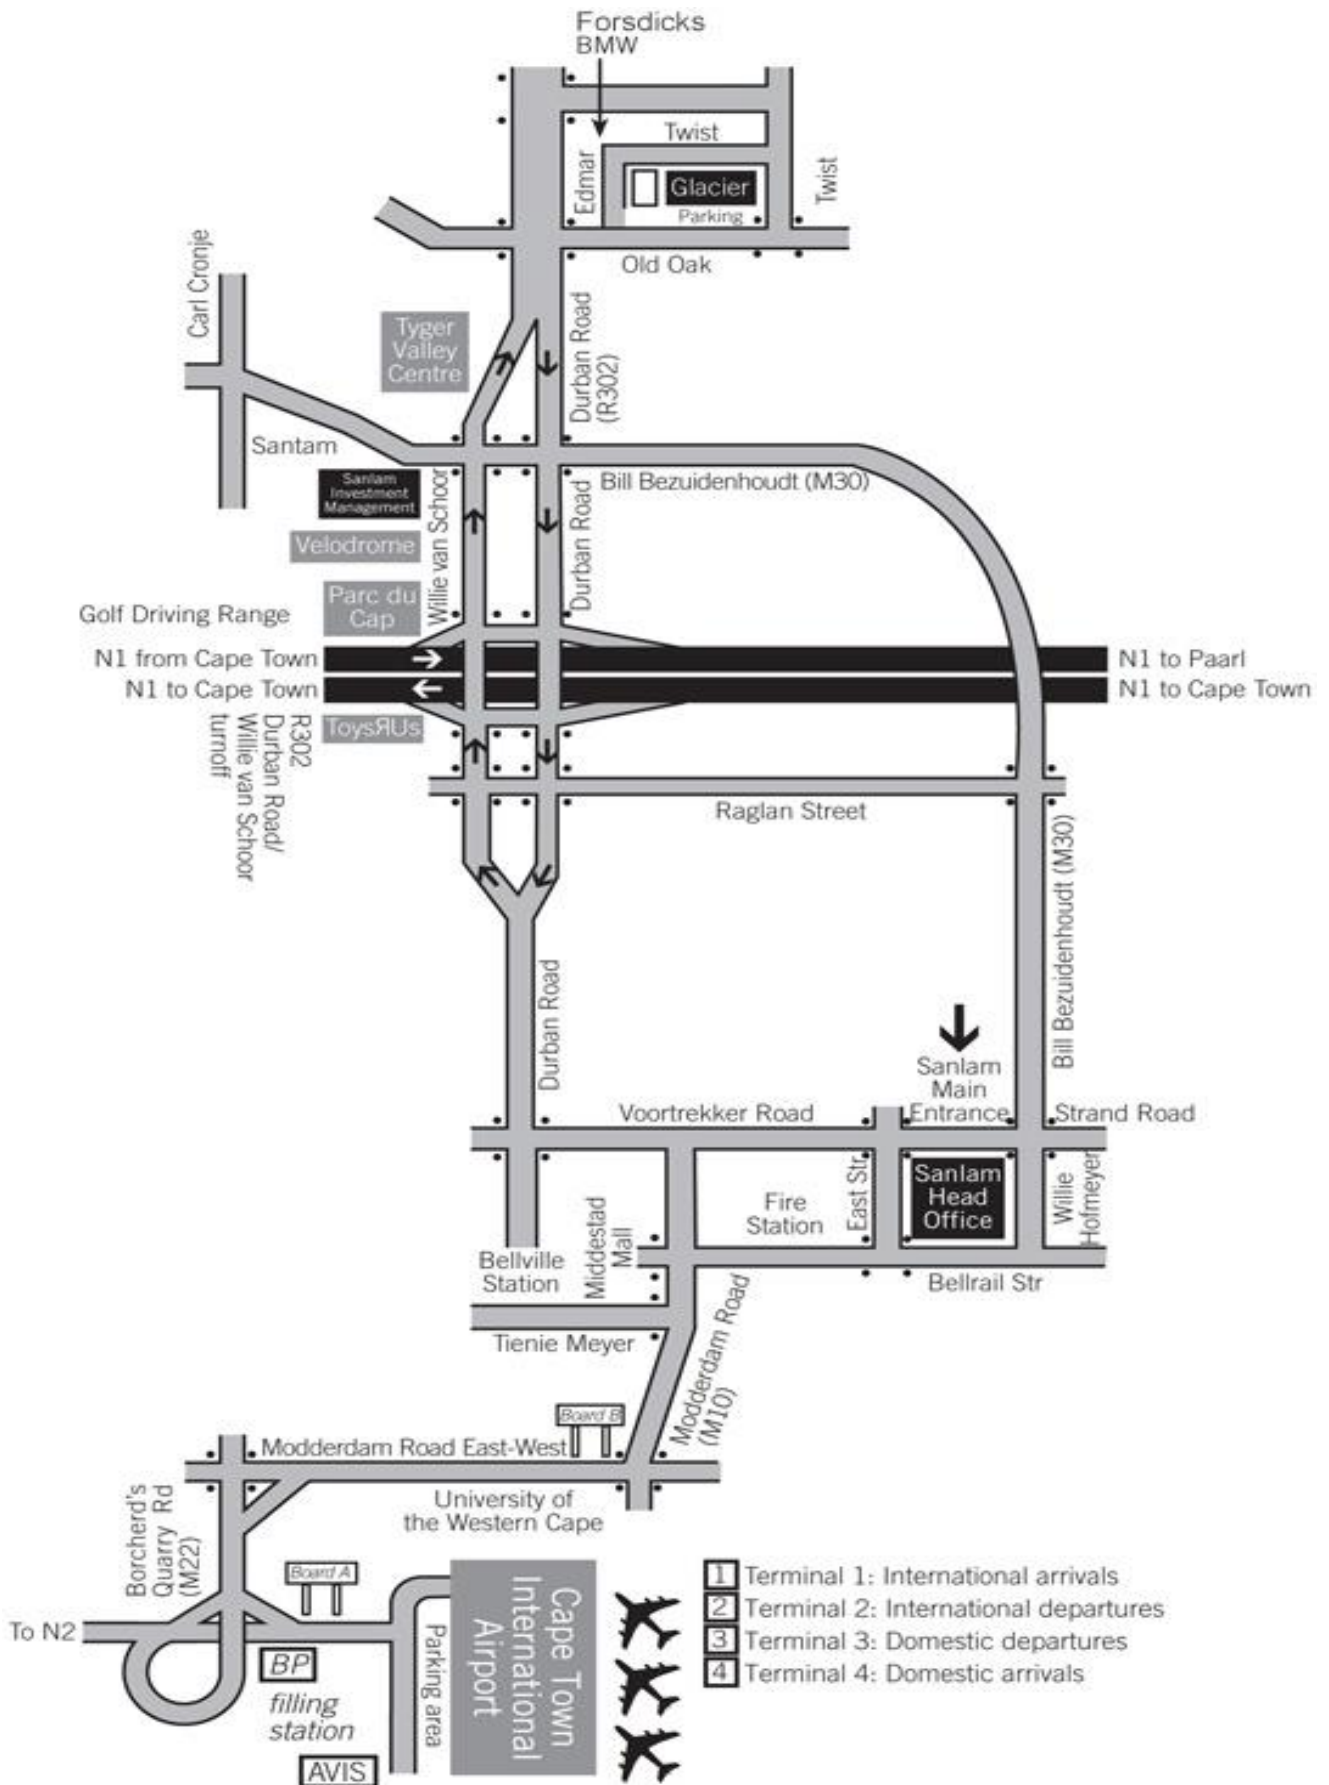 Forsdicks
BMW
Twist
Edmar
Glacier
Parking
Twist
Old Oak
Carl Cronje
Tyger
Valley
Centre
Durban Road
(R302)
Santam
Bill Bezuidenhoudt (M30)
Sanlam
Investment
Management
Willie van Schoor
Durban Road
Velodrome
Parc du
Cap
Golf Driving Range
N1 from Cape Town
N1 to Paarl
N1 to Cape Town
N1 to Cape Town
R302
Durban Road/
Willie van Schoor
turnoff
ToysЯUs
Raglan Street
Bill Bezuidenhoudt (M30)
Durban Road
Sanlam
Main
Entrance
Voortrekker Road
Strand Road
East Str
Sanlam
Head
Office
Willie
Hofmeyer
Fire
Station
Middestad
Mall
Bellville
Station
Bellrail Str
Tienie Meyer
Modderdam Road
(M10)
Board B
Modderdam Road East-West
University of
the Western Cape
Borcherd's
Quarry Rd
(M22)
Board A
To N2
BP
filling
station
AVIS
Parking area
Cape Town
International
Airport
1 Terminal 1: International arrivals
2 Terminal 2: International departures
3 Terminal 3: Domestic departures
4 Terminal 4: Domestic arrivals